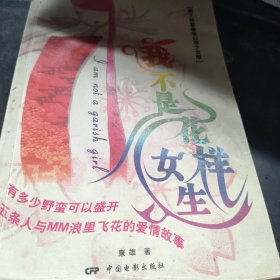 我不是花样女生
I am not a garish girl
有多少野蛮可以盛开
五条人与MM浪里飞花的爱情故事
康雄 著
CFP 中国电影出版社